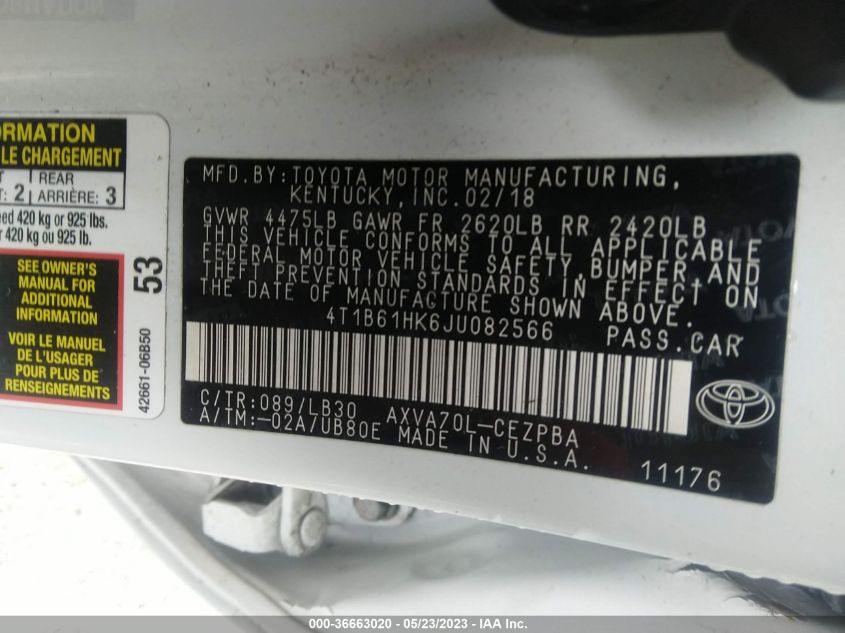 ORMATION
LE CHARGEMENT
REAR
2 ARRIÈRE: 3
eed 420 kg or 925 lbs.
r 420 kg ou 925 lb.
SEE OWNER'S
MANUAL FOR
ADDITIONAL
INFORMATION
VOIR LE MANUEL
DE L'USAGER
POUR PLUS DE
RENSEIGNEMENTS
53
42661-06B50
MFD.BY:TOYOTA MOTOR MANUFACTURING,
KENTUCKY,INC.02/18
GVWR 4475LB GAWR FR 2620LB RR 2420LB
THIS VEHICLE CONFORMS TO ALL APPLICABLE
FEDERAL MOTOR VEHICLE SAFETY,BUMPER,AND
THEFT PREVENTION STANDARDS IN EFFECT ON
THE DATE OF MANUFACTURE SHOWN ABOVE.
4T1B61HK6JU082566 PASS.CAR
C/TR:089/LB30 AXVA70L-CEZPBA
A/TM:-02A/UB80E MADE IN U.S.A.
11176
000-36663020 - 05/23/2023 - IAA Inc.